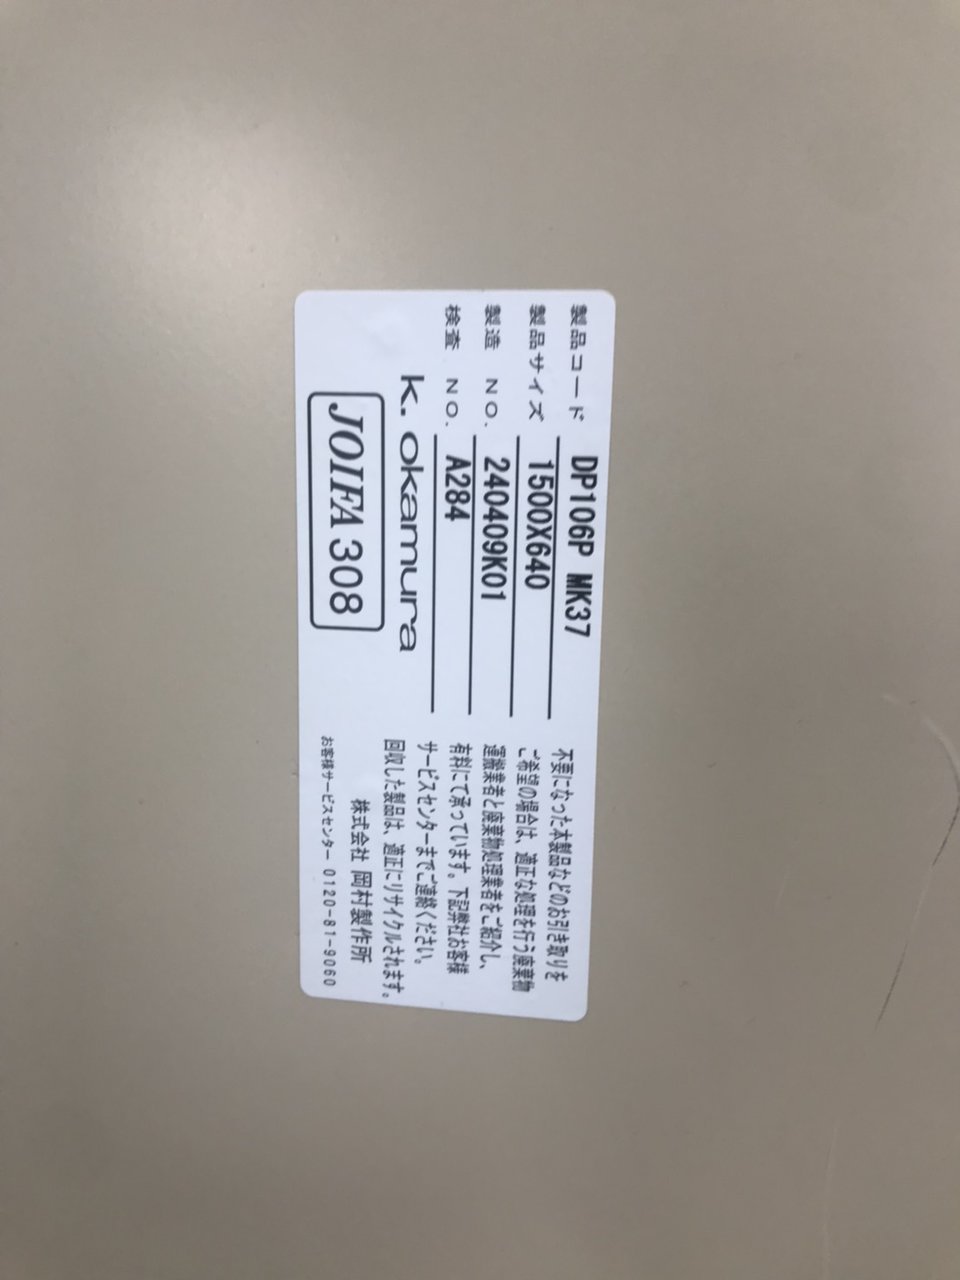 製品コード DP106P MK37
製品サイズ 1500X640
製造 NO. 240409K01
検査 NO. A284
k. okamura
JOIFA 308
不要になった本製品などのお引き取りを
ご希望の場合は、適正な処理を行う廃棄物
運搬業者と廃棄物処理業者をご紹介し、
有料にて承っています。下記弊社お客様
サービスセンターまでご連絡ください。
回収した製品は、適正にリサイクルされます。
株式会社 岡村製作所
お客様サービスセンター 0120-81-9060